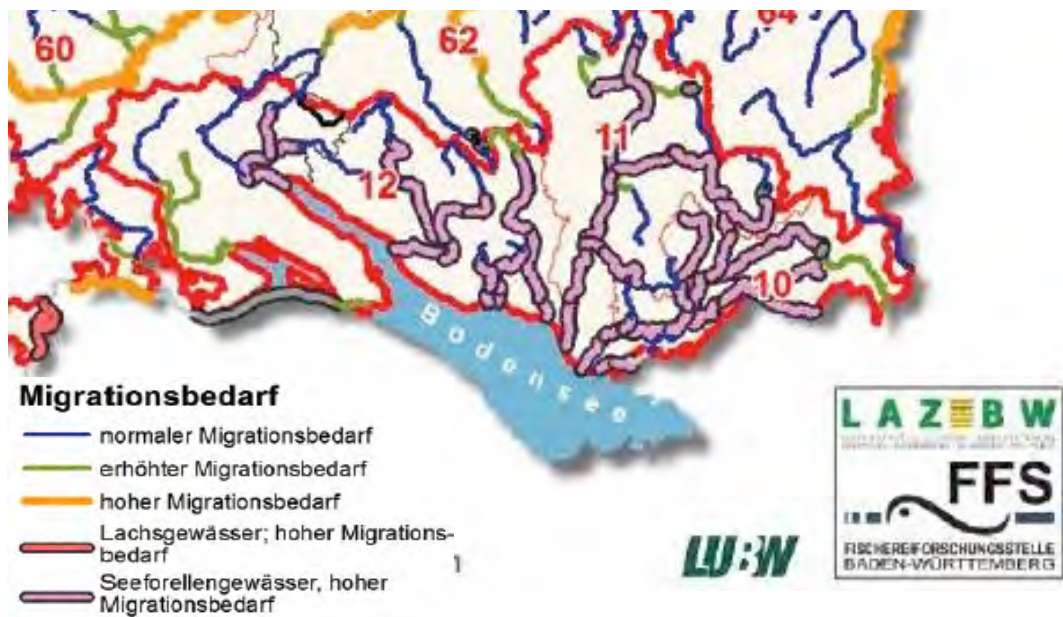 60
62
64
11
12
10
Bodensee
Migrationsbedarf
normaler Migrationsbedarf
erhöhter Migrationsbedarf
hoher Migrationsbedarf
Lachsgewässer; hoher Migrations-
bedarf
Seeforellengewässer, hoher
Migrationsbedarf
1
LUBW
LAZBW
FFS
FISCHEREIFORSCHUNGSSTELLE
BADEN-WÜRTTEMBERG